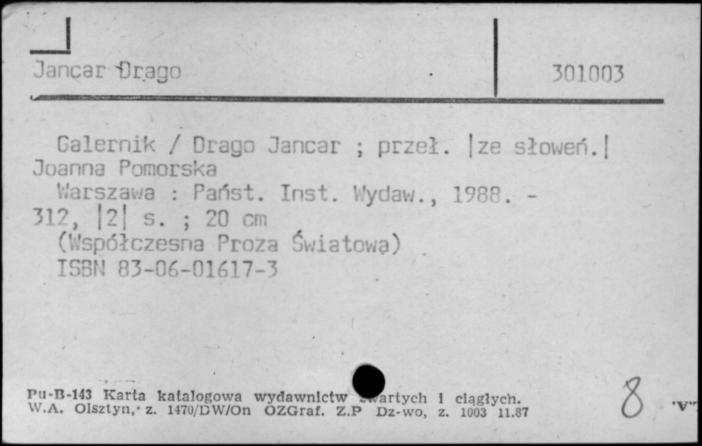 Jancar Drago 301003
Galernik / Drago Jancar ; przeł. |ze słoweń.|
Joanna Pomorska
Warszawa : Państ. Inst. Wydaw., 1988. -
312, |2| s. ; 20 cm
(Współczesna Proza Światowa)
ISBN 83-06-01617-3
Pu-B-143 Karta katalogowa wydawnictw zwartych i ciągłych.
W.A. Olsztyn, z. 1470/DW/On OZGraf. Z.P Dz-wo, z. 1003 11.87
8 "V"